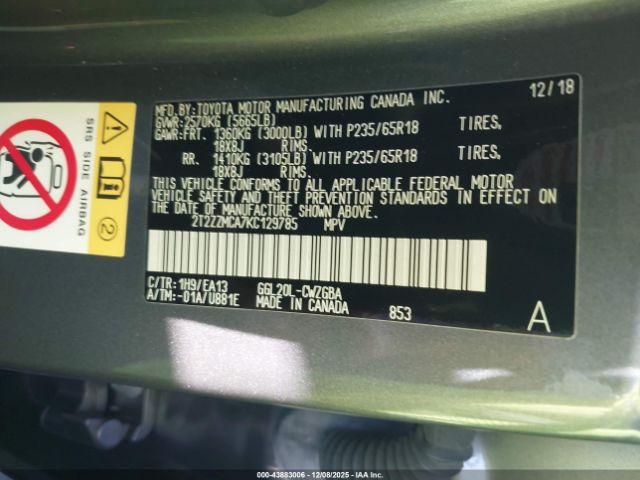 SRS SIDE AIRBAG
2
MFD.BY: TOYOTA MOTOR MANUFACTURING CANADA INC. 12/18
GVWR: 2570KG (5665LB)
GAWR: FRT. 1360KG (3000LB) WITH P235/65R18 TIRES,
18X8J RIMS.
RR. 1410KG (3105LB) WITH P235/65R18 TIRES,
18X8J RIMS.
THIS VEHICLE CONFORMS TO ALL APPLICABLE FEDERAL MOTOR
VEHICLE SAFETY AND THEFT PREVENTION STANDARDS IN EFFECT ON
THE DATE OF MANUFACTURE SHOWN ABOVE.
2T2ZZMCA7KC129785 MPV
C/TR: 1H9/EA13 GGL20L-CWZGBA
A/TM: -01A/U881E MADE IN CANADA 853 A
000-43883006 - 12/08/2025 - IAA Inc.